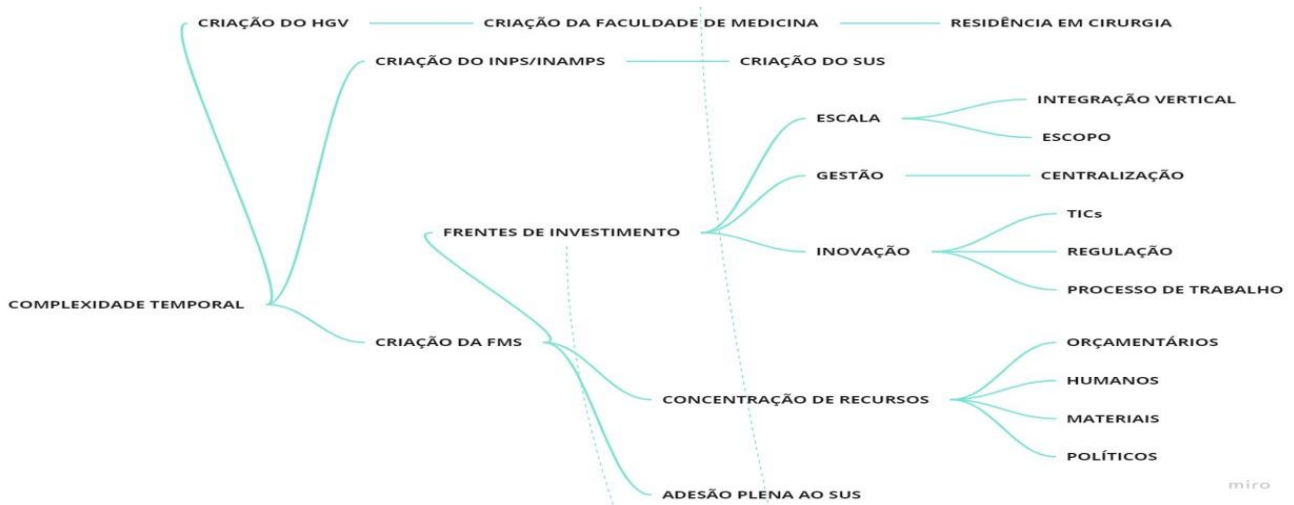 CRIAÇÃO DO HGV
CRIAÇÃO DA FACULDADE DE MEDICINA
RESIDÊNCIA EM CIRURGIA
CRIAÇÃO DO INPS/INAMPS
CRIAÇÃO DO SUS
INTEGRAÇÃO VERTICAL
ESCALA
ESCOPO
GESTÃO
CENTRALIZAÇÃO
TICs
FRENTES DE INVESTIMENTO
INOVAÇÃO
REGULAÇÃO
PROCESSO DE TRABALHO
COMPLEXIDADE TEMPORAL
CRIAÇÃO DA FMS
ORÇAMENTÁRIOS
HUMANOS
CONCENTRAÇÃO DE RECURSOS
MATERIAIS
POLÍTICOS
ADESÃO PLENA AO SUS
miro